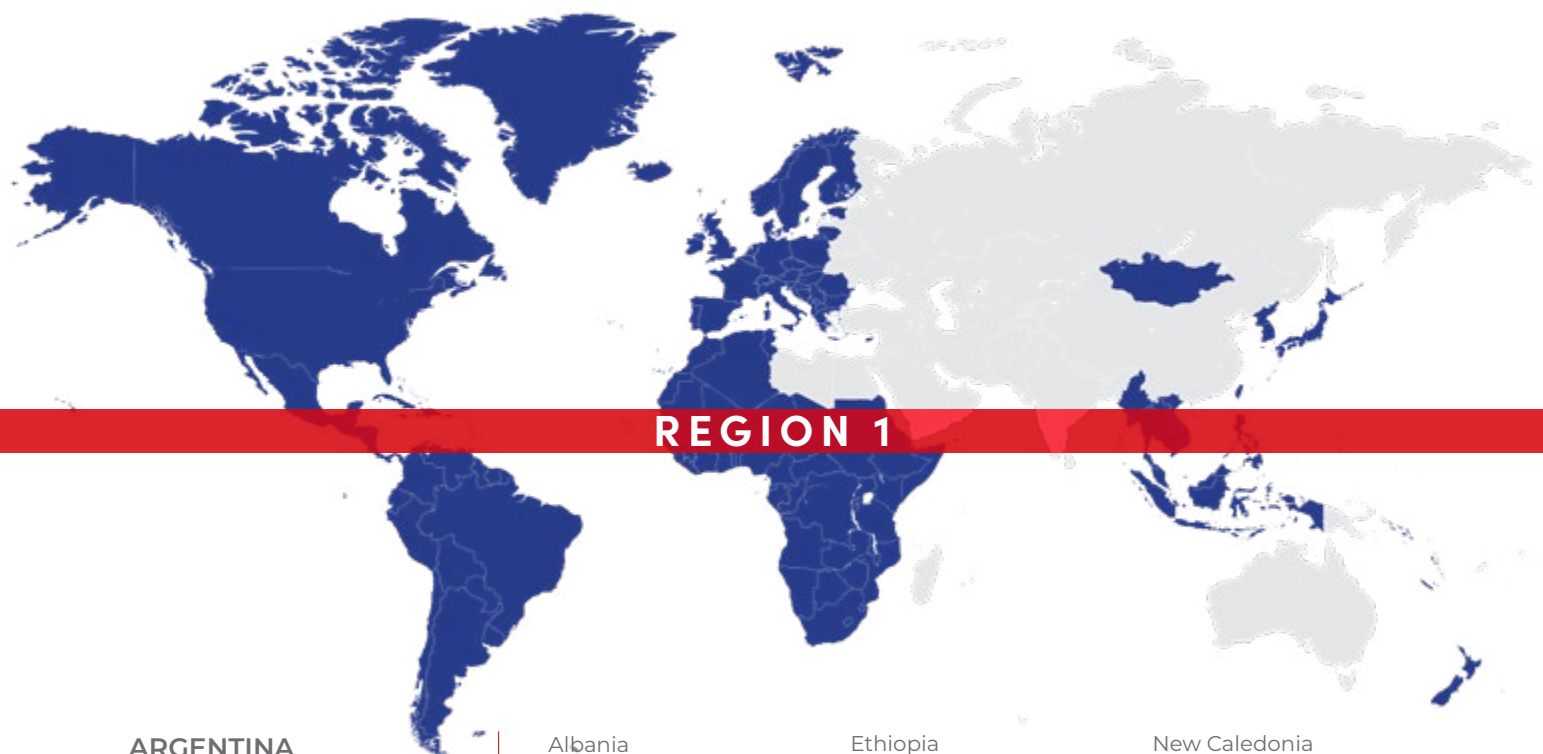 REGION 1
ARGENTINA
Albania
Ethiopia
New Caledonia